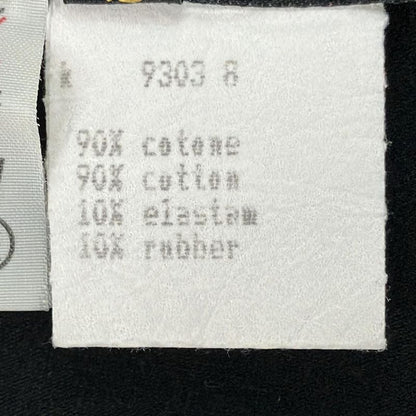 k 9303 8
90% cotone
90% cotton
10% elastam
10% rubber